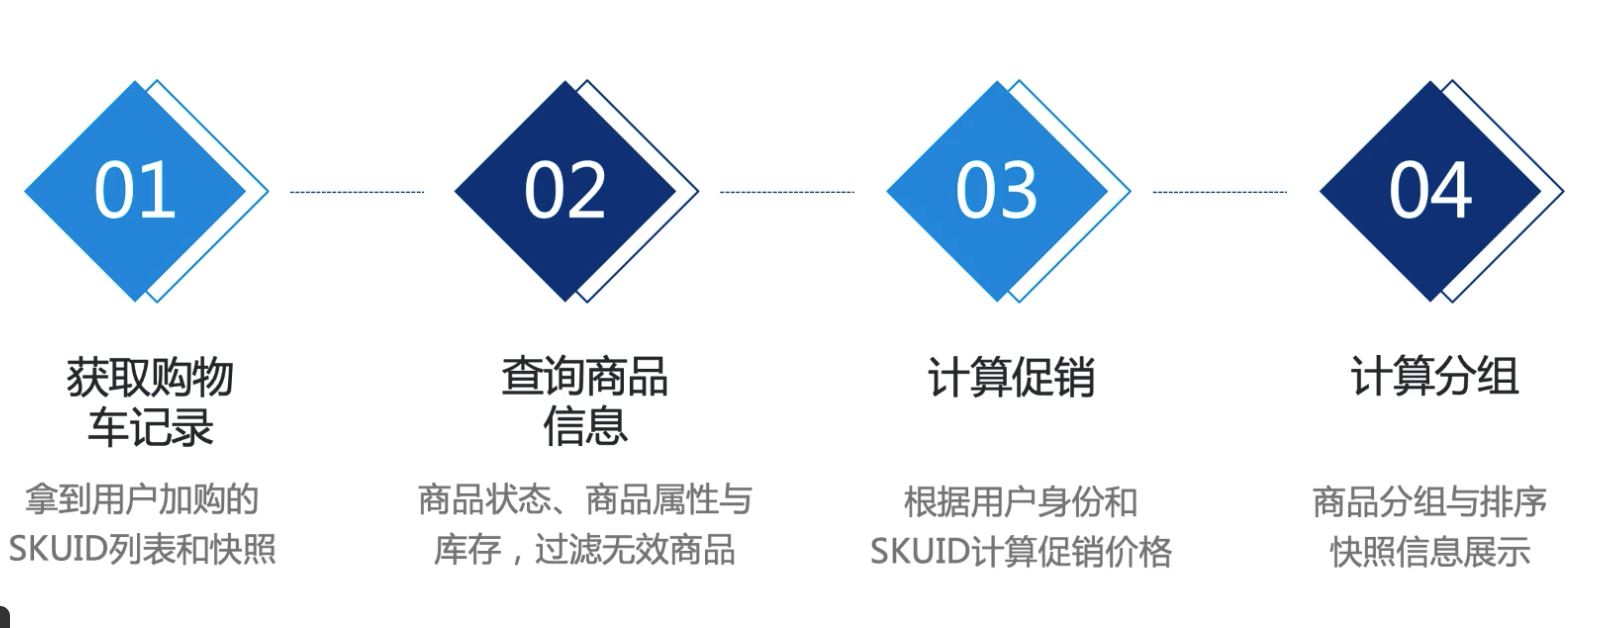 01
02
03
04
获取购物
车记录
查询商品
信息
计算促销
计算分组
拿到用户加购的
SKUID列表和快照
商品状态、商品属性与
库存，过滤无效商品
根据用户身份和
SKUID计算促销价格
商品分组与排序
快照信息展示